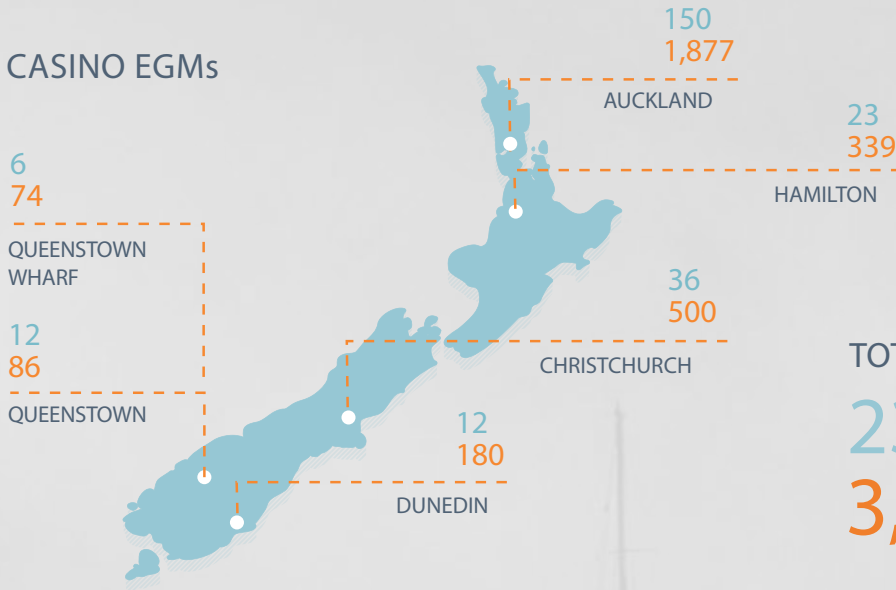 CASINO EGMs
150
1,877
AUCKLAND
23
339
HAMILTON
6
74
QUEENSTOWN
WHARF
36
500
CHRISTCHURCH
12
86
QUEENSTOWN
12
180
DUNEDIN